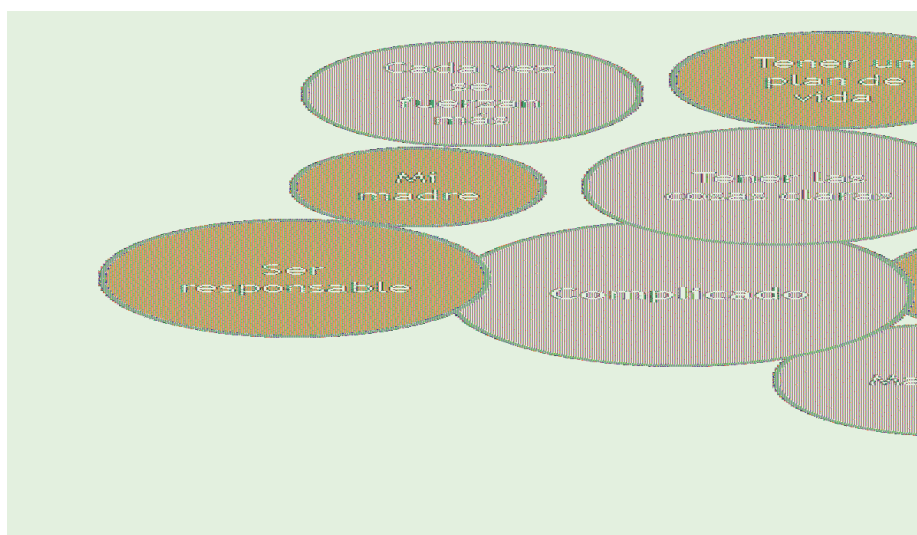 Cada vez
se
fuerzan
más
Tener un
plan de
vida
Mi
madre
Tener las
cosas claras
Ser
responsable
Complicado
Ma